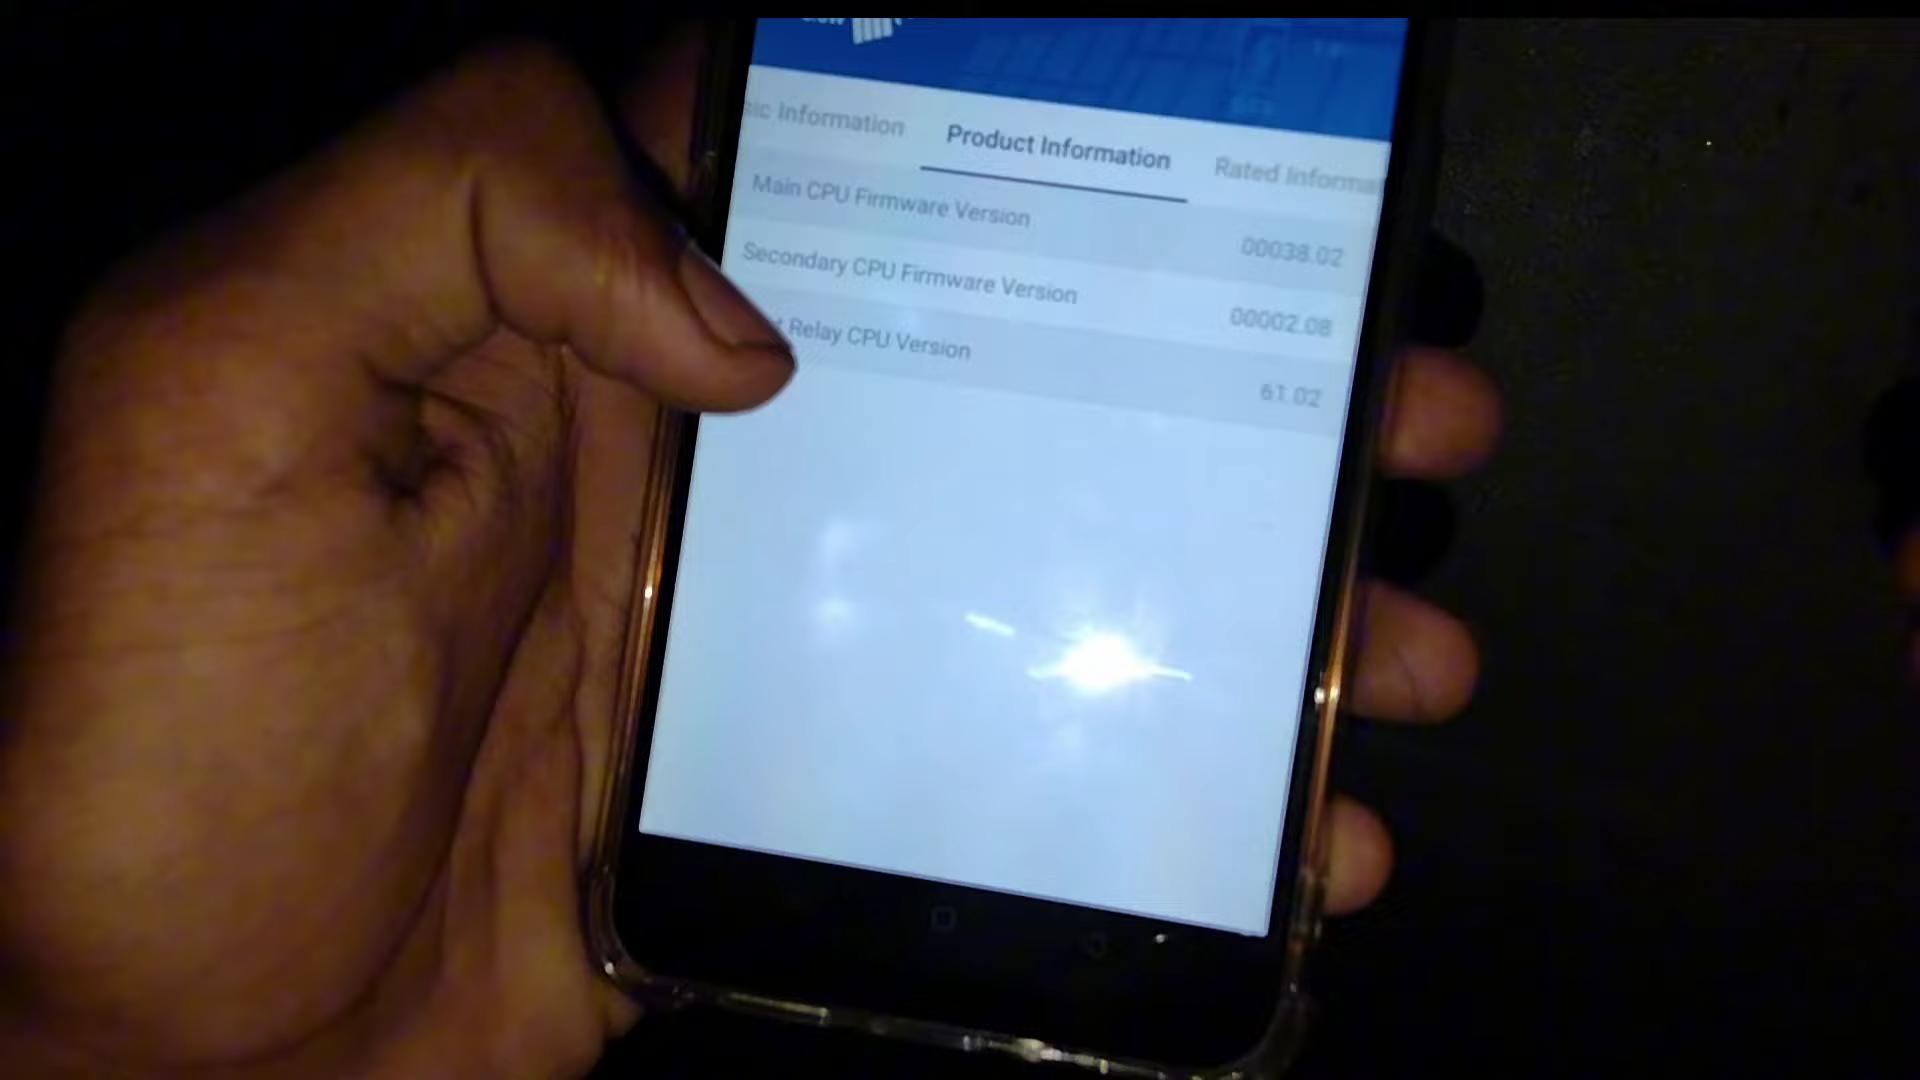 Information
Product Information
Rated
Main CPU Firmware Version
00038.02
Secondary CPU Firmware Version
00002.08
Relay CPU Version
61.02